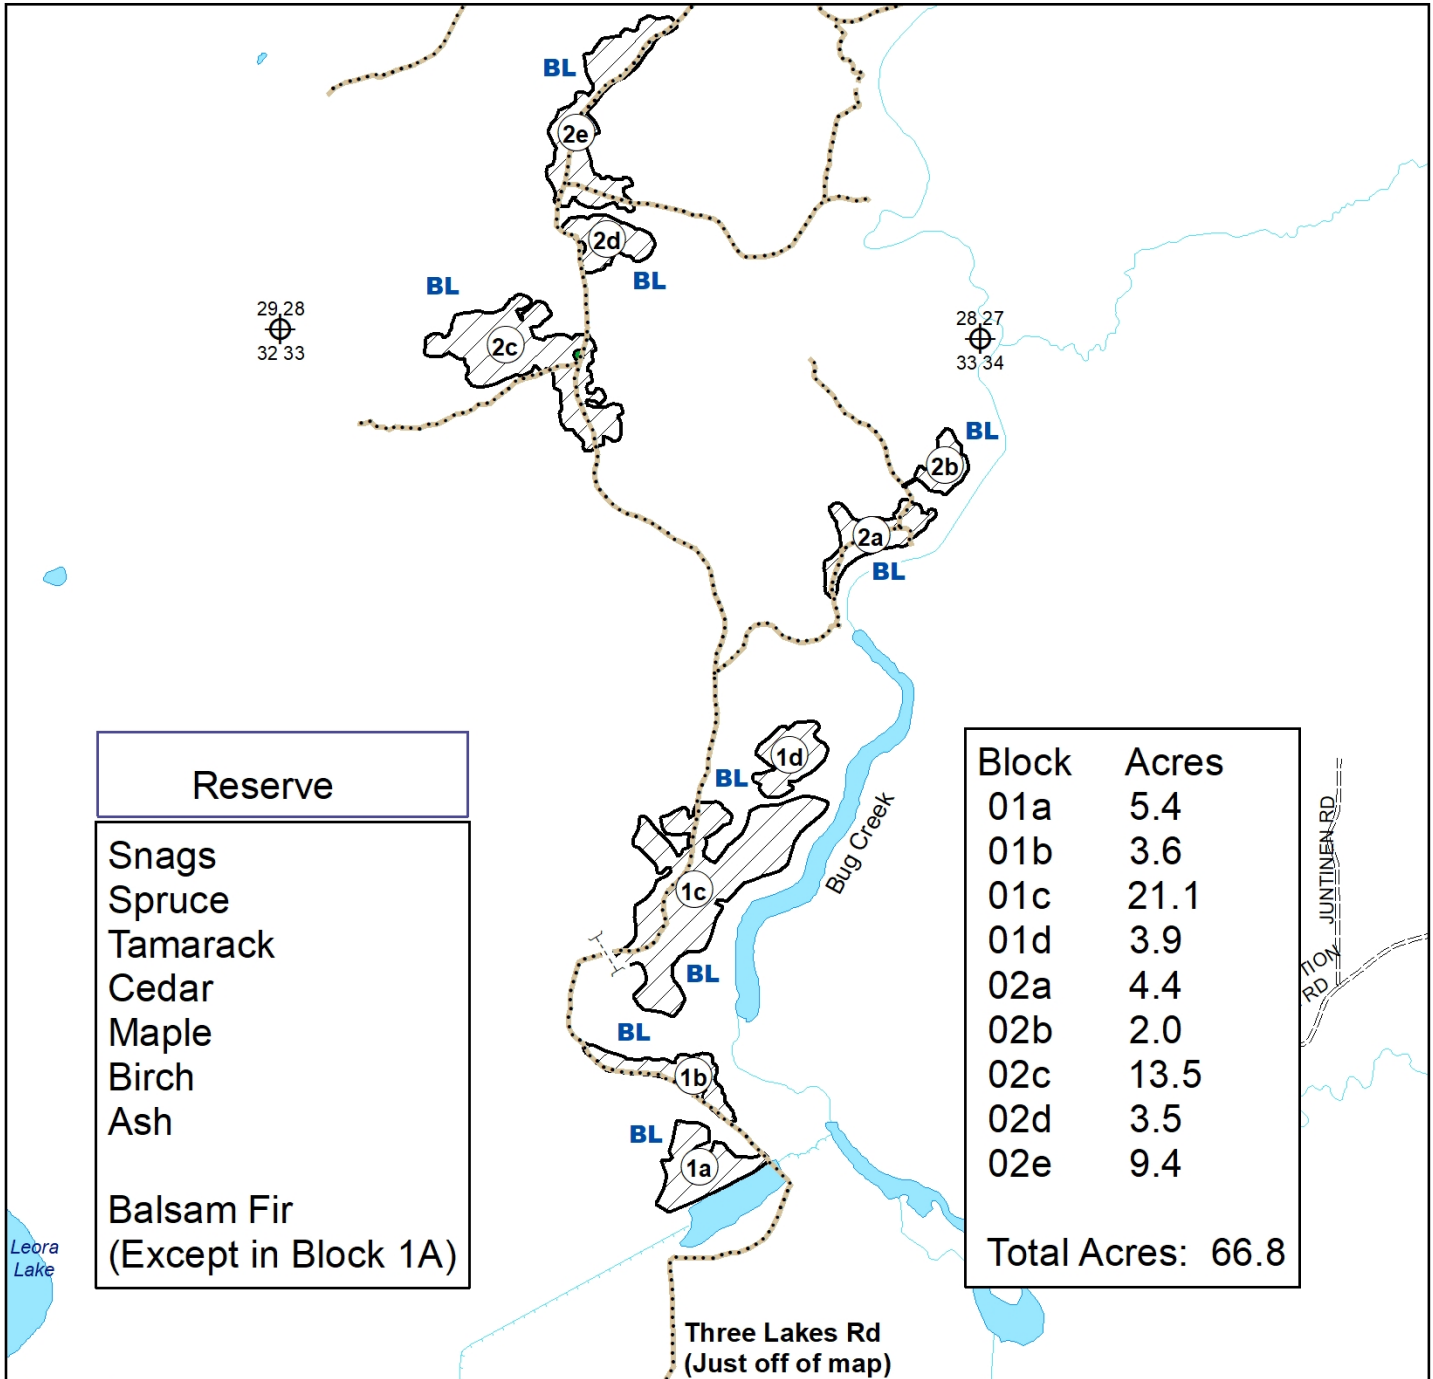 BL
2e
2d
BL
BL
29 28
32 33
2c
28 27
33 34
BL
2b
2a
BL
1d
BL
1c
BL
Bug Creek
BL
1b
BL
1a
Reserve
Snags
Spruce
Tamarack
Cedar
Maple
Birch
Ash
Balsam Fir
(Except in Block 1A)
Block Acres
01a 5.4
01b 3.6
01c 21.1
01d 3.9
02a 4.4
02b 2.0
02c 13.5
02d 3.5
02e 9.4
Total Acres: 66.8
JUNTINEN RD
TION
RD
Leora
Lake
Three Lakes Rd
(Just off of map)